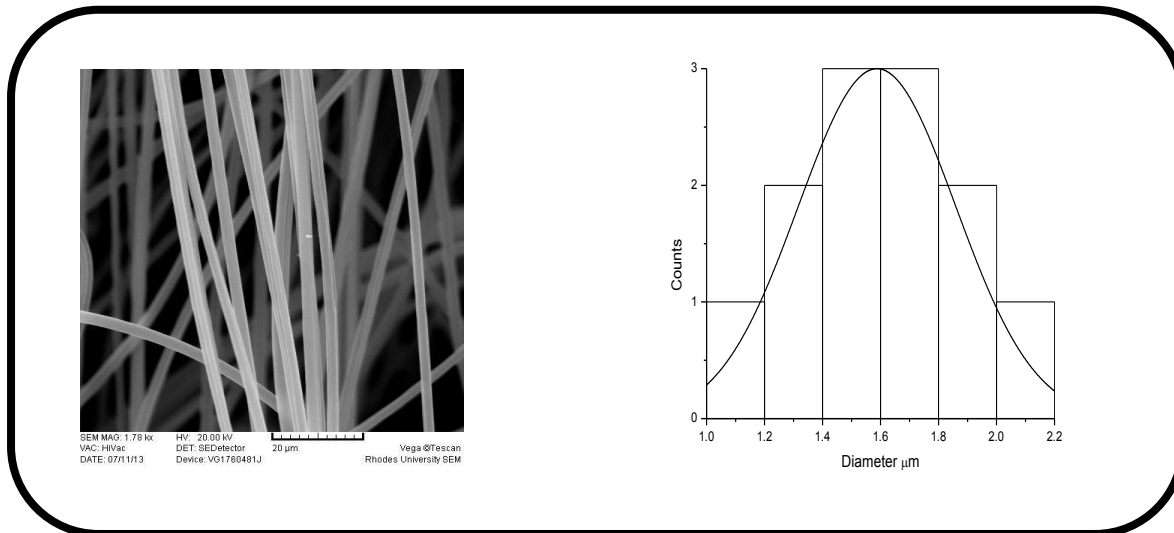 SEM MAG: 1.78 kx HV: 20.00 kV
VAC: HiVac DET: SEDetector 20 μm Vega ©Tescan
DATE: 07/11/13 Device: VG1760481J Rhodes University SEM
3
2
1
0
Counts
1.0 1.2 1.4 1.6 1.8 2.0 2.2
Diameter μm